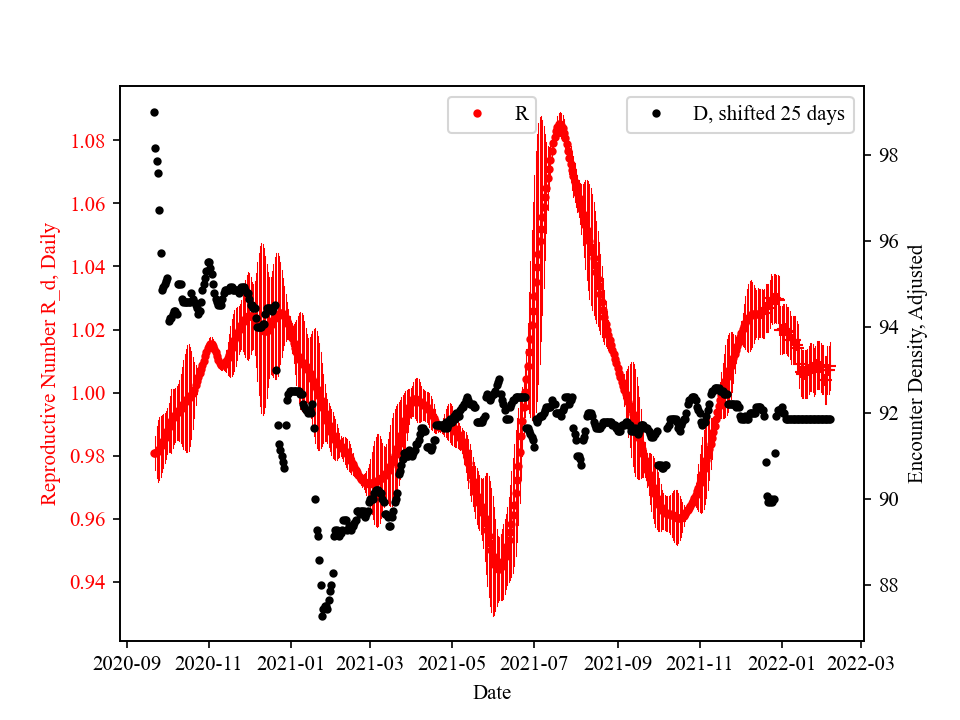 R
D, shifted 25 days
1.08
1.06
1.04
1.02
1.00
0.98
0.96
0.94
Reproductive Number R_d, Daily
98
96
94
92
90
88
Encounter Density, Adjusted
2020-09 2020-11 2021-01 2021-03 2021-05 2021-07 2021-09 2021-11 2022-01 2022-03
Date